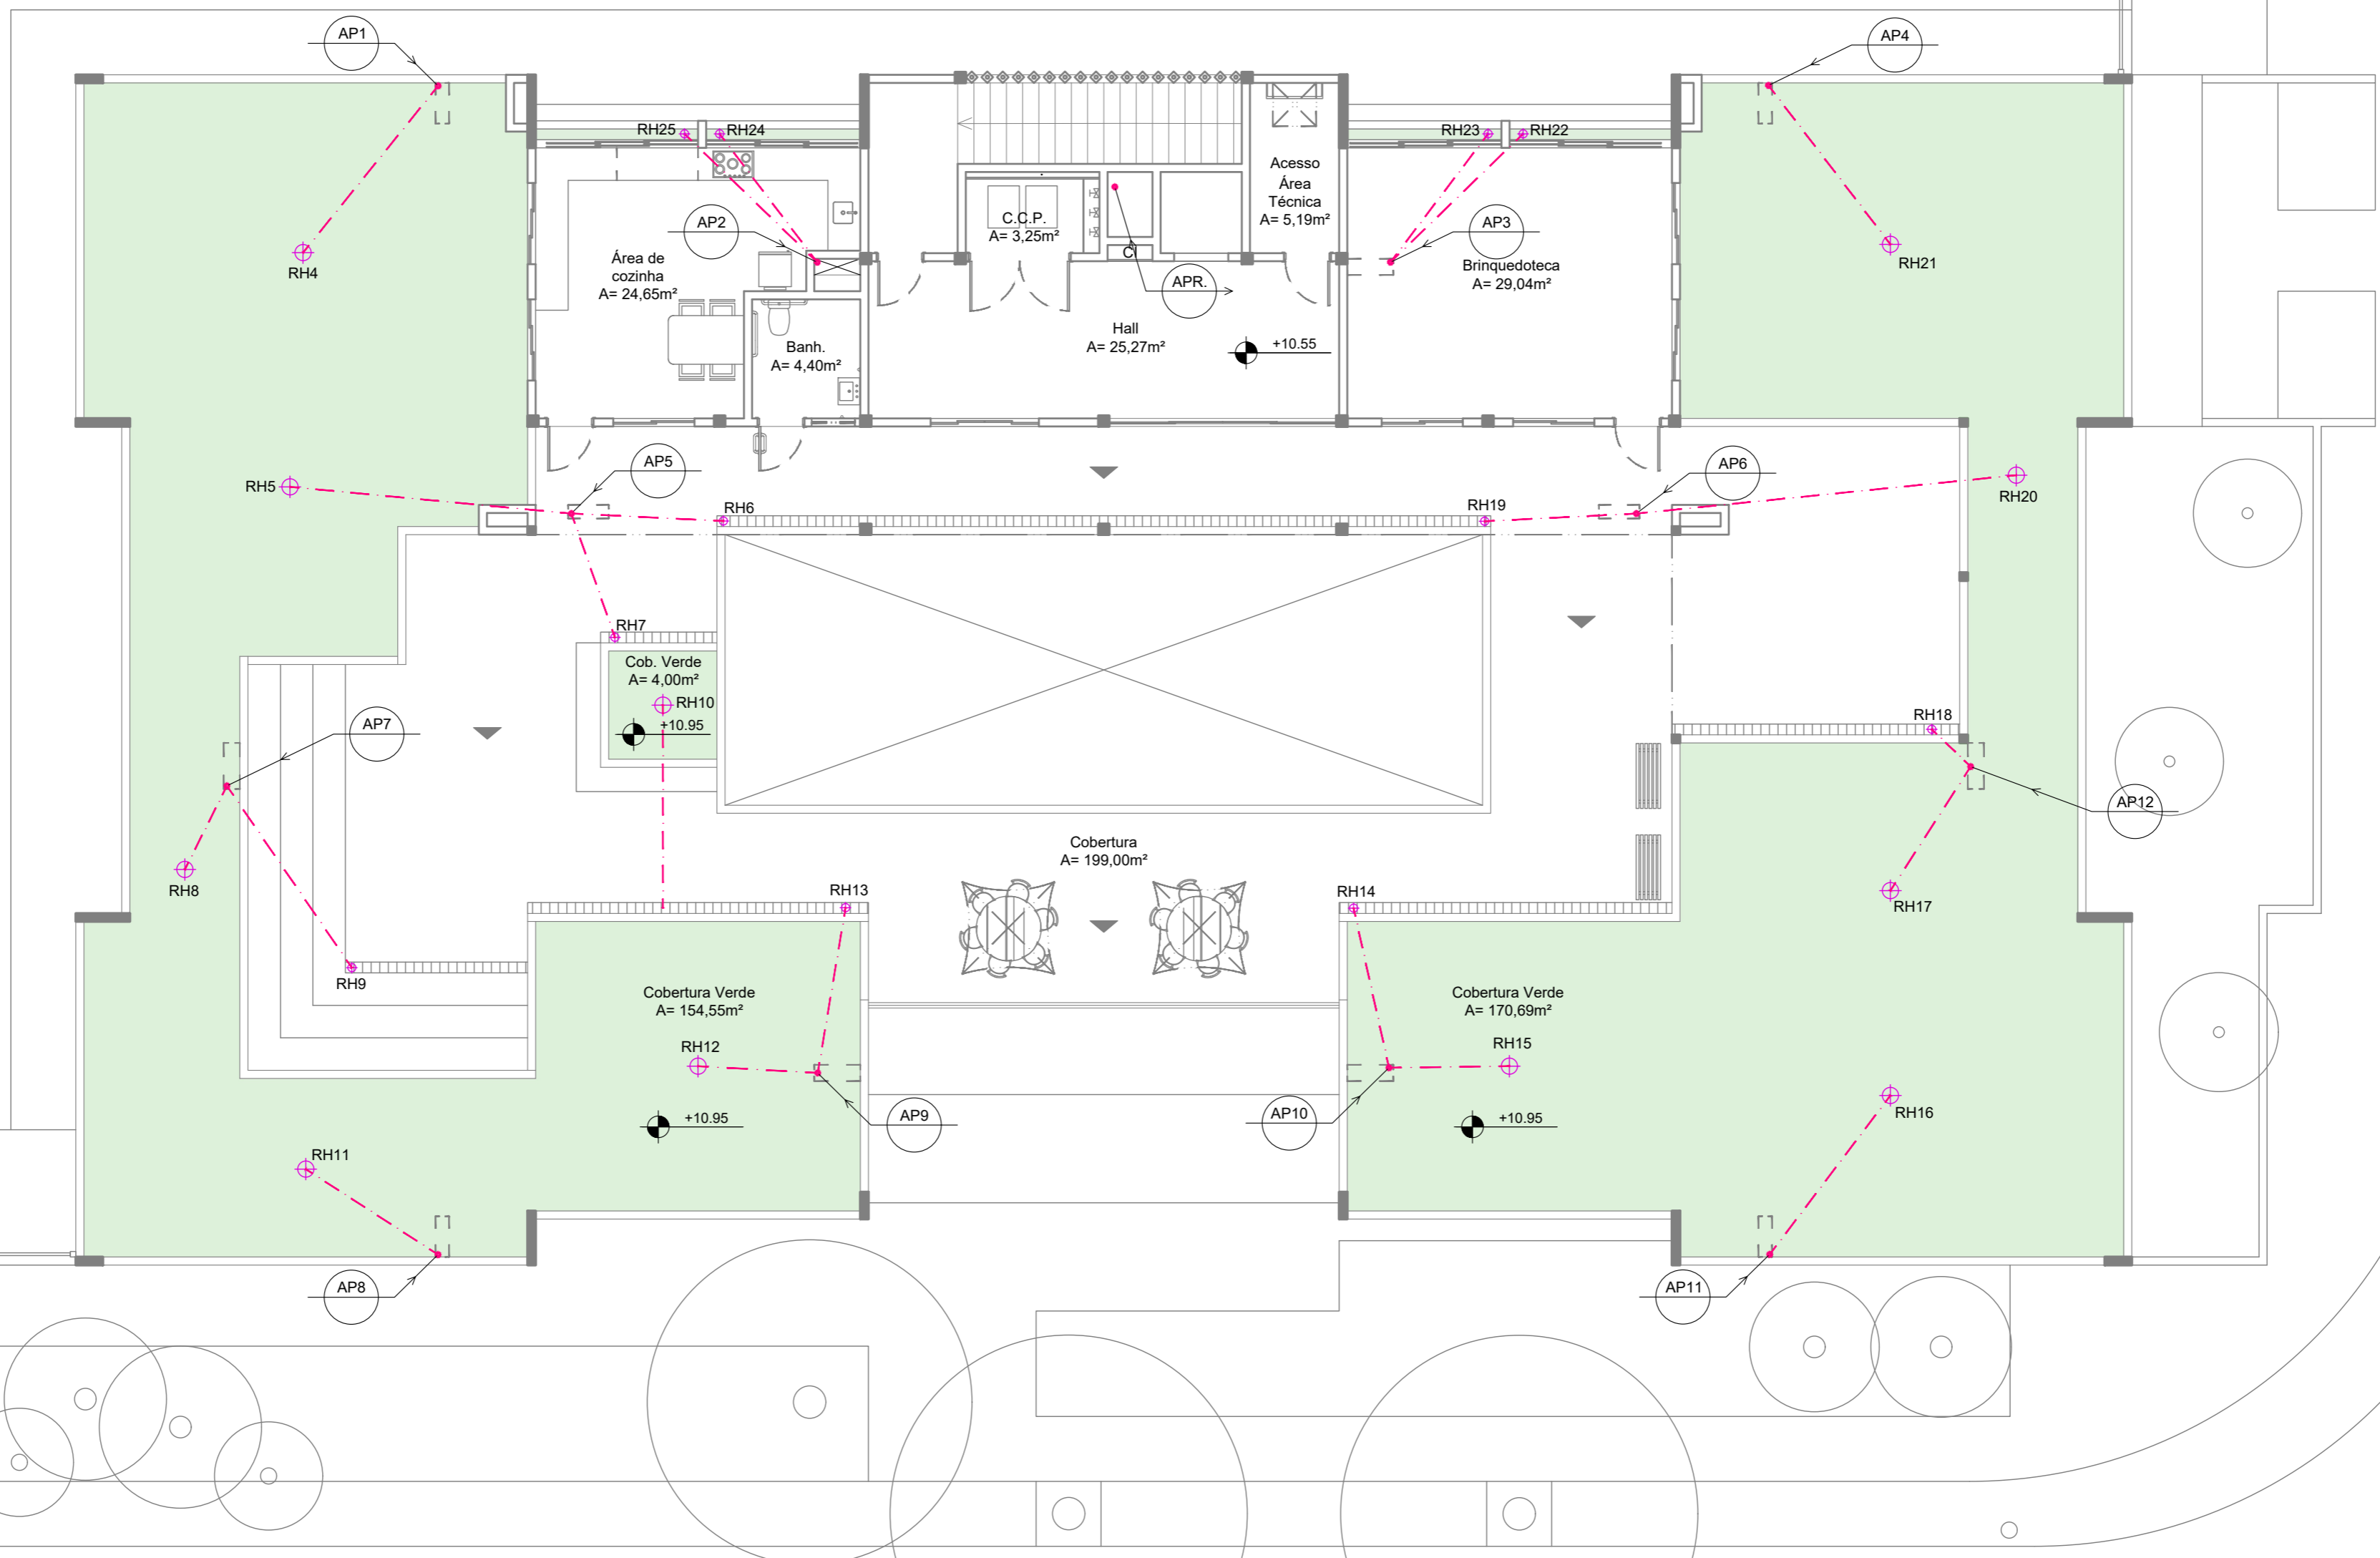 AP1
AP4
RH25
RH24
RH23
RH22
Acesso
Área
Técnica
A= 5,19m²
AP2
C.C.P.
A= 3,25m²
AP3
RH4
Área de
cozinha
A= 24,65m²
CI
APR.
Brinquedoteca
A= 29,04m²
RH21
Hall
A= 25,27m²
+10.55
Banh.
A= 4,40m²
AP5
AP6
RH5
RH6
RH19
RH20
RH7
Cob. Verde
A= 4,00m²
RH10
+10.95
AP7
RH18
AP12
Cobertura
A= 199,00m²
RH8
RH13
RH14
RH17
RH9
Cobertura Verde
A= 154,55m²
Cobertura Verde
A= 170,69m²
RH12
RH15
+10.95
AP9
AP10
+10.95
RH16
RH11
AP8
AP11